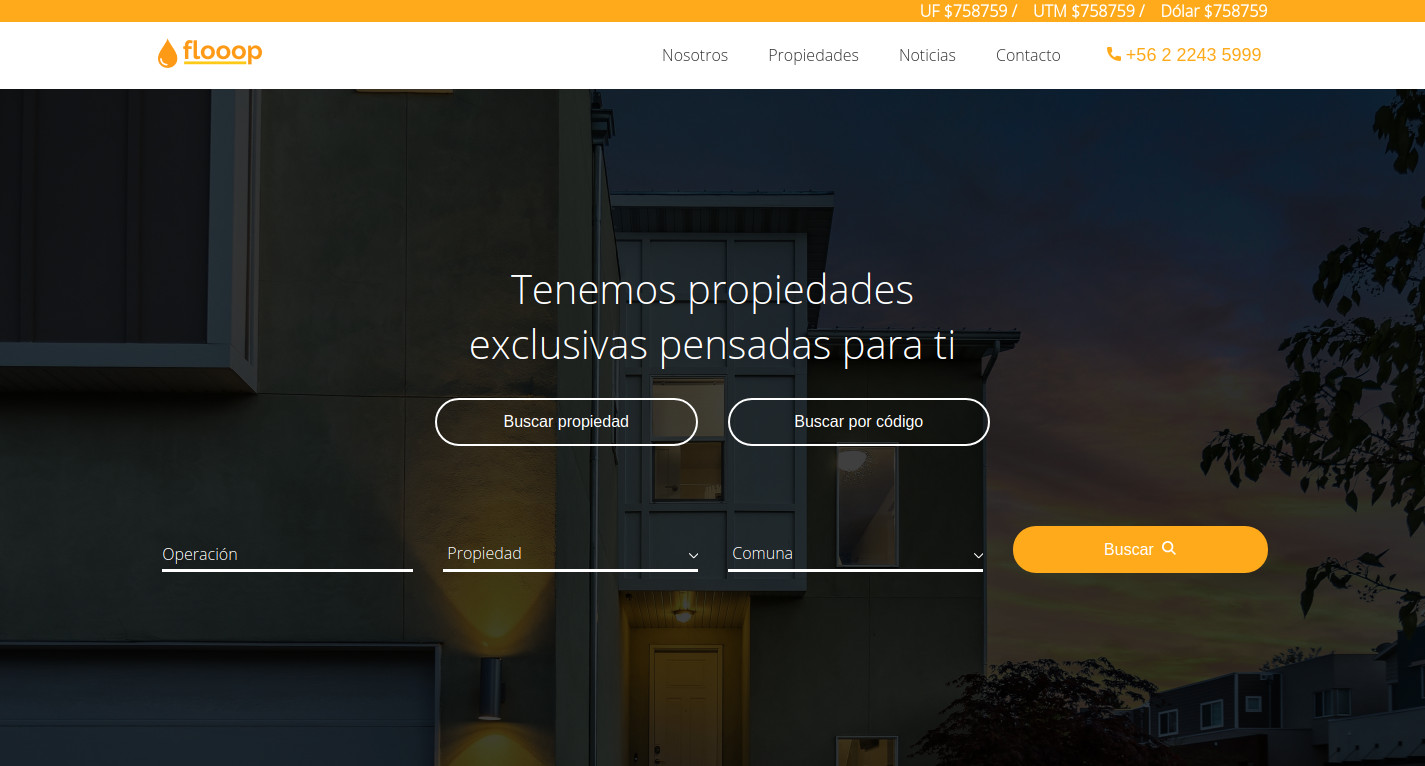 UF $758759 / UTM $758759 / Dólar $758759
flooop
Nosotros Propiedades Noticias Contacto +56 2 2243 5999
Tenemos propiedades
exclusivas pensadas para ti
Buscar propiedad Buscar por código
Operación Propiedad Comuna Buscar